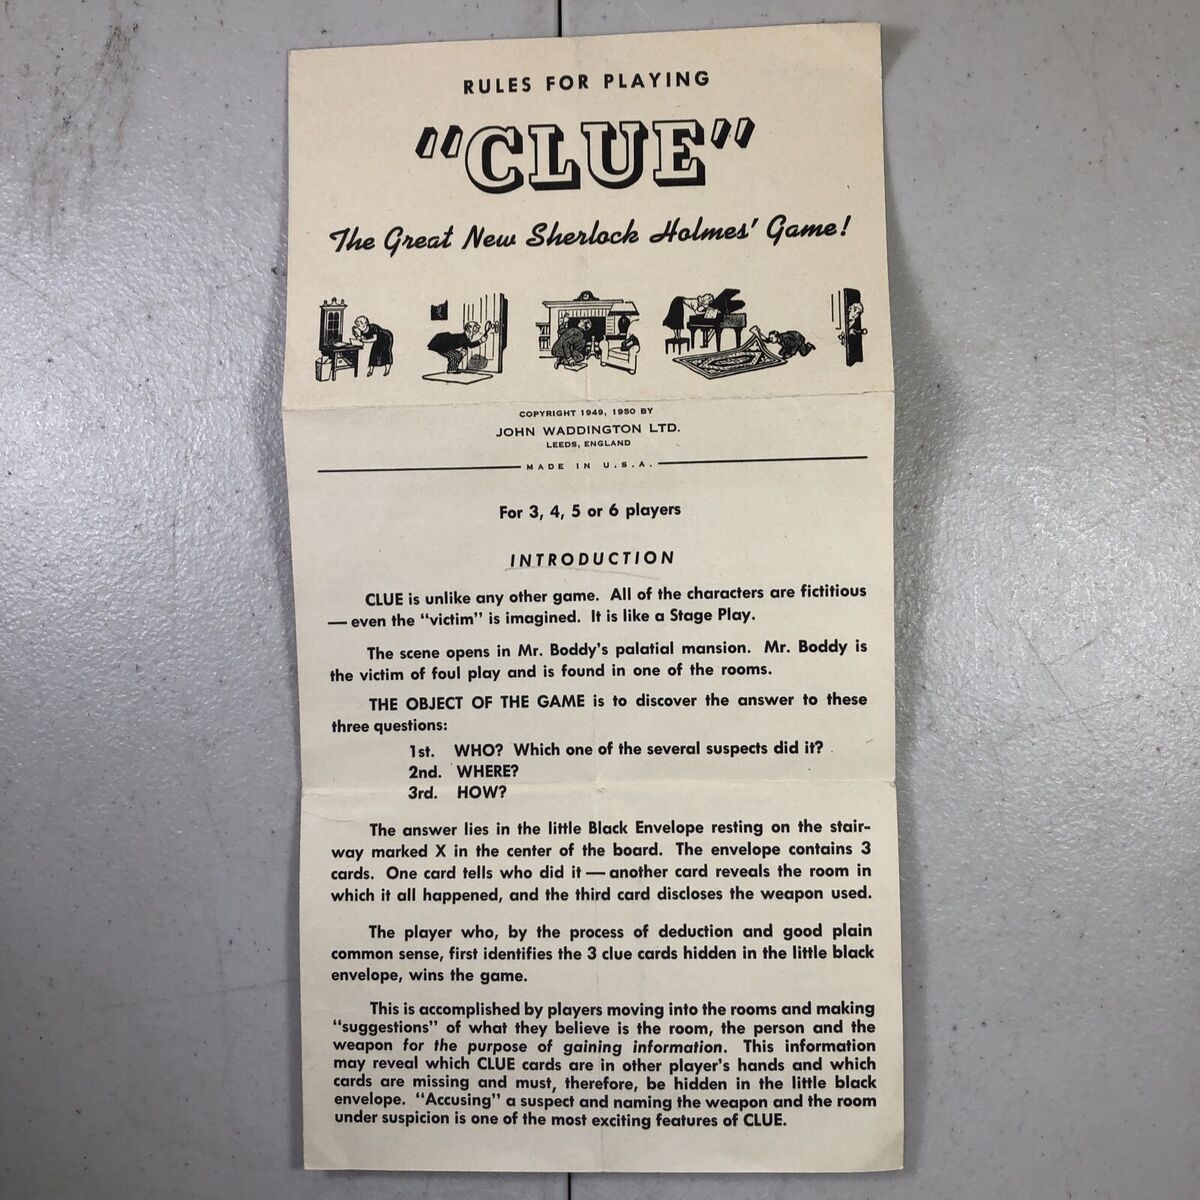 RULES FOR PLAYING
"CLUE"
The Great New Sherlock Holmes' Game!
COPYRIGHT 1949, 1950 BY
JOHN WADDINGTON LTD.
LEEDS, ENGLAND
MADE IN U.S.A.
For 3, 4, 5 or 6 players
INTRODUCTION
CLUE is unlike any other game. All of the characters are fictitious
— even the "victim" is imagined. It is like a Stage Play.
The scene opens in Mr. Boddy's palatial mansion. Mr. Boddy is
the victim of foul play and is found in one of the rooms.
THE OBJECT OF THE GAME is to discover the answer to these
three questions:
1st. WHO? Which one of the several suspects did it?
2nd. WHERE?
3rd. HOW?
The answer lies in the little Black Envelope resting on the stair-
way marked X in the center of the board. The envelope contains 3
cards. One card tells who did it — another card reveals the room in
which it all happened, and the third card discloses the weapon used.
The player who, by the process of deduction and good plain
common sense, first identifies the 3 clue cards hidden in the little black
envelope, wins the game.
This is accomplished by players moving into the rooms and making
"suggestions" of what they believe is the room, the person and the
weapon for the purpose of gaining information. This information
may reveal which CLUE cards are in other player's hands and which
cards are missing and must, therefore, be hidden in the little black
envelope. "Accusing" a suspect and naming the weapon and the room
under suspicion is one of the most exciting features of CLUE.